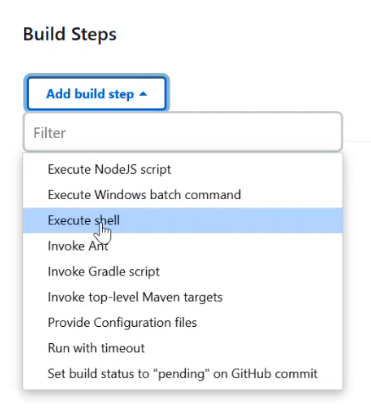 Build Steps
Add build step
Filter
Execute NodeJS script
Execute Windows batch command
Execute shell
Invoke Ant
Invoke Gradle script
Invoke top-level Maven targets
Provide Configuration files
Run with timeout
Set build status to "pending" on GitHub commit